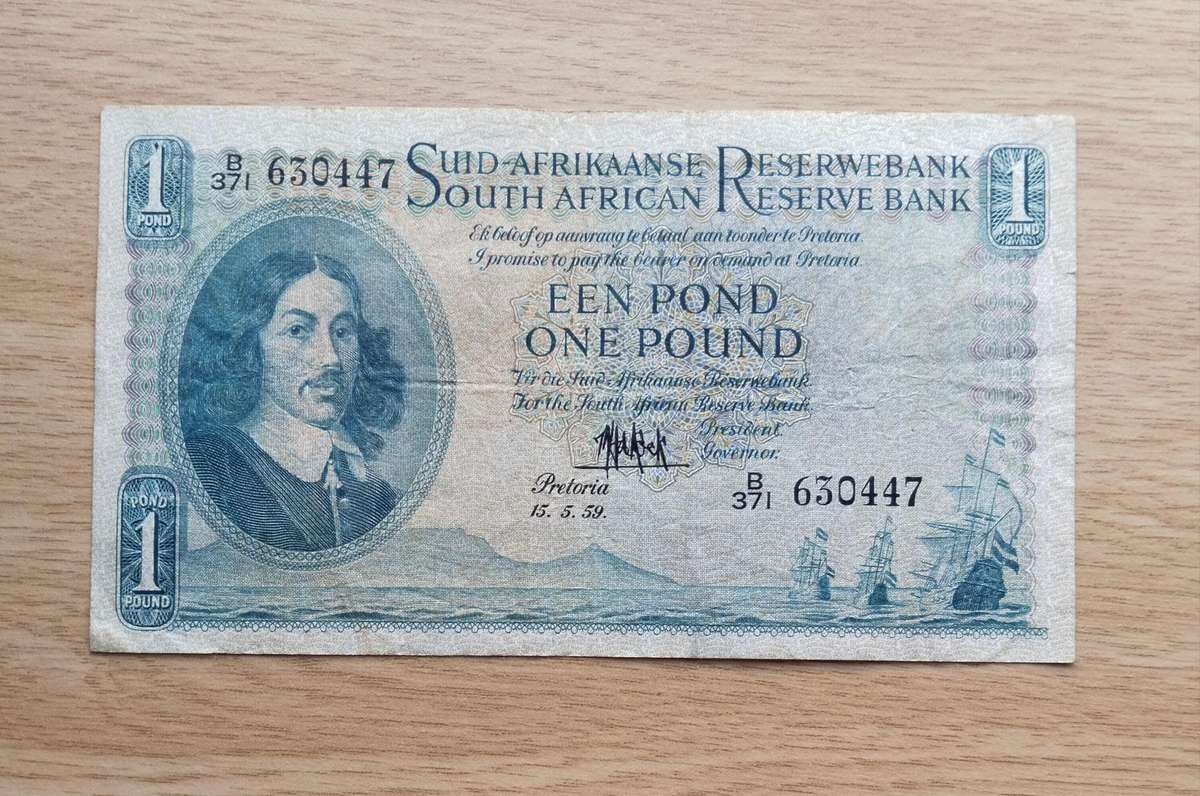 1
POND
B
371 630447
SUID-AFRIKAANSE RESERWEBANK
SOUTH AFRICAN RESERVE BANK
1
POUND
Ek beloof op aanvraag te betaal aan toonder te Pretoria
I promise to pay the bearer on demand at Pretoria
EEN POND
ONE POUND
Vir die Suid-Afrikaanse Reserwebank.
For the South African Reserve Bank.
President.
Governor.
Pretoria
15. 5. 59.
B
371 630447
POND
1
POUND